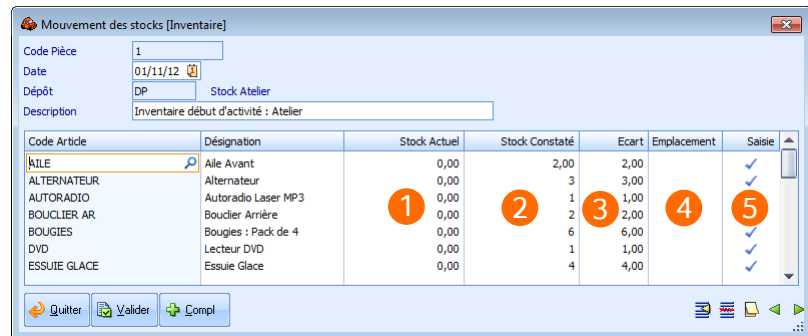 Mouvement des stocks [Inventaire]
Code Pièce 1
Date 01/11/12
Dépôt DP Stock Atelier
Description Inventaire début d'activité : Atelier
Code Article Désignation Stock Actuel Stock Constaté Ecart Emplacement Saisie
AILE Aile Avant 0,00 2,00 2,00
ALTERNATEUR Alternateur 0,00 3 3,00
AUTORADIO Autoradio Laser MP3 0,00 1 1,00
BOUCLIER AR Bouclier Arrière 0,00 2 2,00
BOUGIES Bougies : Pack de 4 0,00 6 6,00
DVD Lecteur DVD 0,00 1 1,00
ESSUIE GLACE Essuie Glace 0,00 4 4,00
1 2 3 4 5
Quitter Valider Compl